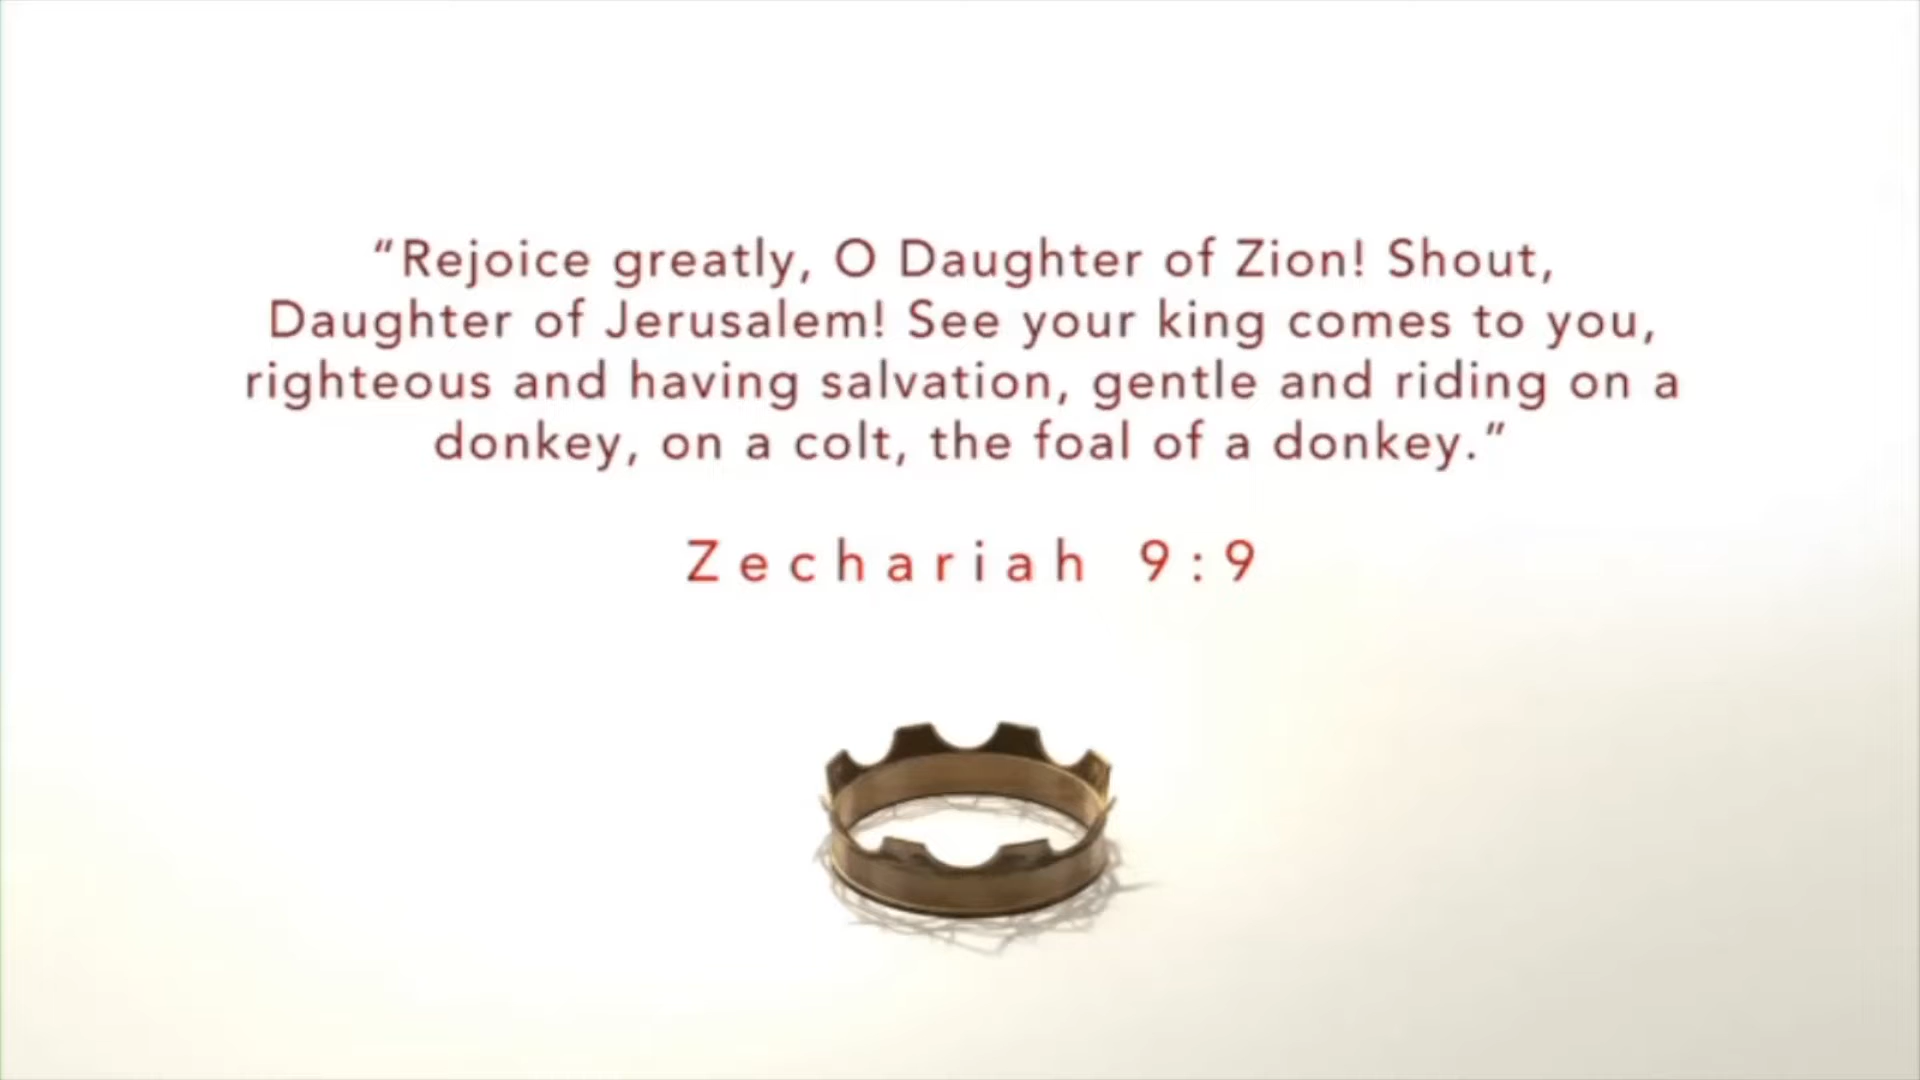 “Rejoice greatly, O Daughter of Zion! Shout,
Daughter of Jerusalem! See your king comes to you,
righteous and having salvation, gentle and riding on a
donkey, on a colt, the foal of a donkey.”
Zechariah 9:9